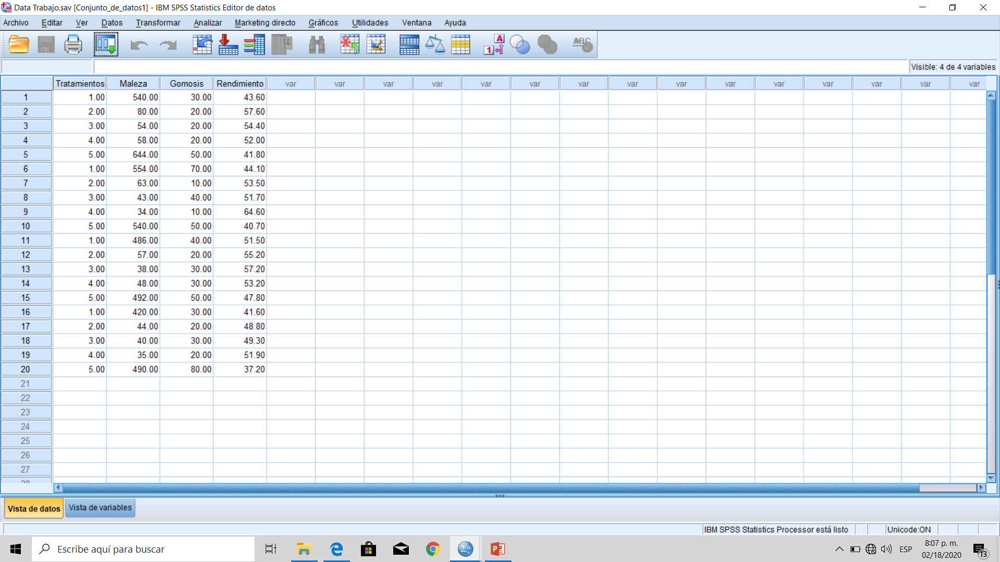 Data Trabajo.sav [Conjunto_de_datos1] - IBM SPSS Statistics Editor de datos
Archivo Editar Ver Datos Transformar Analizar Marketing directo Gráficos Utilidades Ventana Ayuda
Visible: 4 de 4 variables
Tratamientos Maleza Gomosis Rendimiento var var var var var var var var var var var var var var var
1 1.00 540.00 30.00 43.60
2 2.00 80.00 20.00 57.60
3 3.00 54.00 20.00 54.40
4 4.00 58.00 20.00 52.00
5 5.00 644.00 50.00 41.80
6 1.00 554.00 70.00 44.10
7 2.00 63.00 10.00 53.50
8 3.00 43.00 40.00 51.70
9 4.00 34.00 10.00 64.60
10 5.00 540.00 50.00 40.70
11 1.00 486.00 40.00 51.50
12 2.00 57.00 20.00 55.20
13 3.00 38.00 30.00 57.20
14 4.00 48.00 30.00 53.20
15 5.00 492.00 50.00 47.80
16 1.00 420.00 30.00 41.60
17 2.00 44.00 20.00 48.80
18 3.00 40.00 30.00 49.30
19 4.00 35.00 20.00 51.90
20 5.00 490.00 80.00 37.20
21
22
23
24
25
26
27
Vista de datos Vista de variables
IBM SPSS Statistics Processor está listo Unicode:ON
Escribe aquí para buscar
ESP
8:07 p. m.
02/18/2020
13